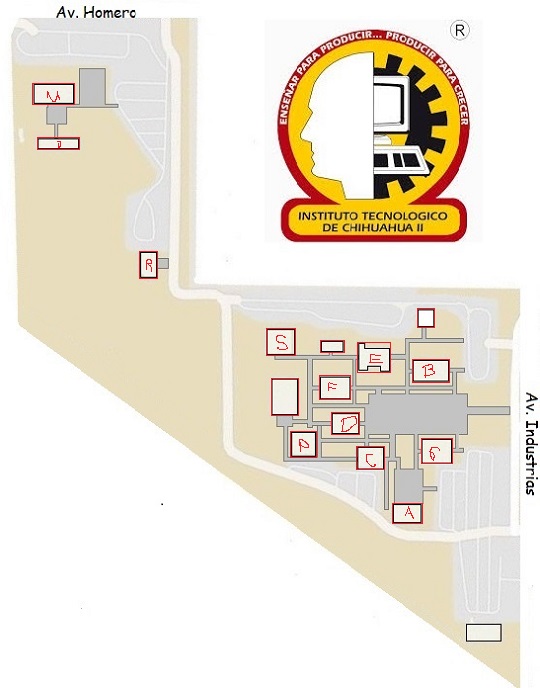 Av. Homero
®
ENSEÑAR PARA PRODUCIR... PRODUCIR PARA CRECER
INSTITUTO TECNOLOGICO
DE CHIHUAHUA II
R
S
E
B
F
D
P
C
G
A
Av. Industrias